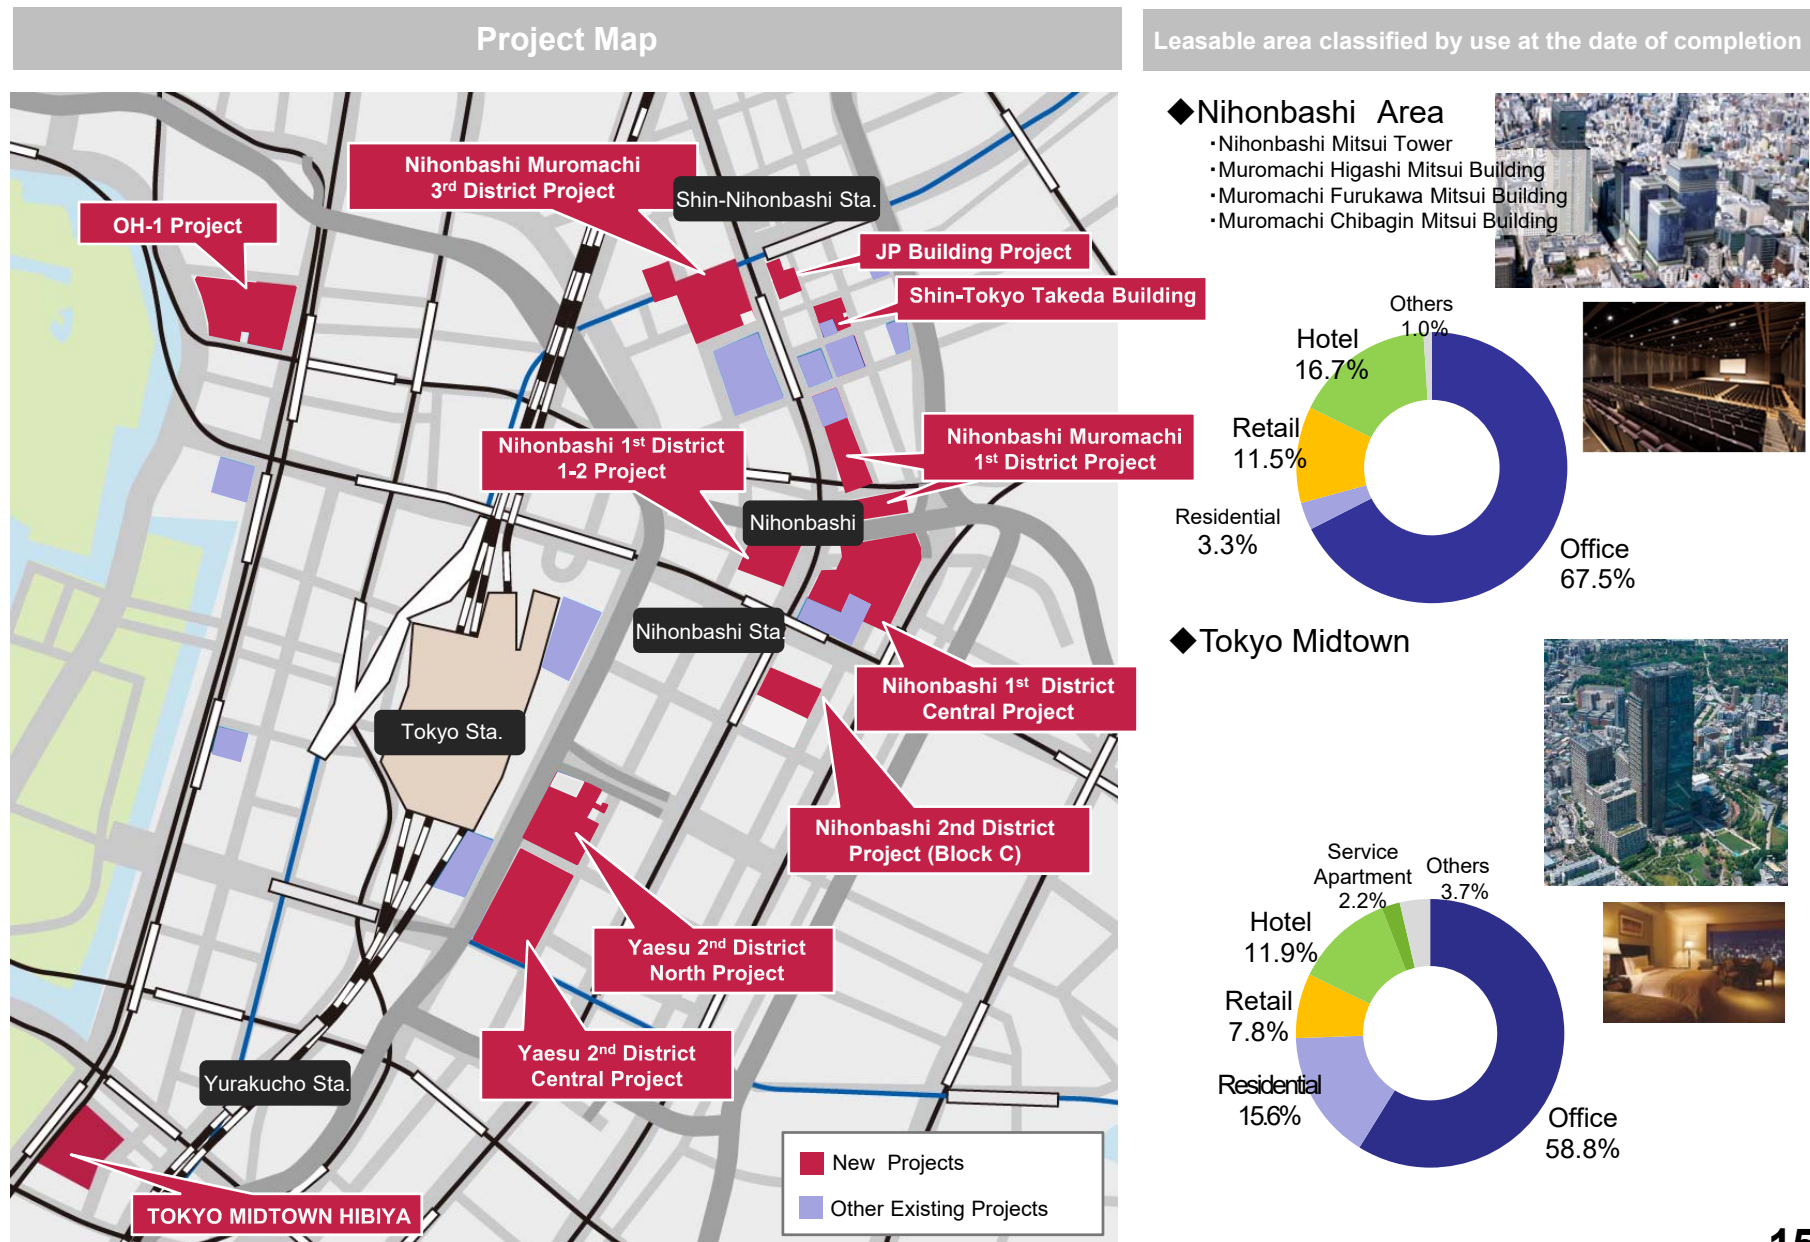 Project Map
Leasable area classified by use at the date of completion
Nihonbashi Muromachi
3rd District Project
Shin-Nihonbashi Sta.
OH-1 Project
JP Building Project
Shin-Tokyo Takeda Building
Nihonbashi 1st District
1-2 Project
Nihonbashi Muromachi
1st District Project
Nihonbashi
Nihonbashi Sta.
Nihonbashi 1st District
Central Project
Tokyo Sta.
Nihonbashi 2nd District
Project (Block C)
Yaesu 2nd District
North Project
Yaesu 2nd District
Central Project
Yurakucho Sta.
TOKYO MIDTOWN HIBIYA
New Projects
Other Existing Projects
◆Nihonbashi Area
・Nihonbashi Mitsui Tower
・Muromachi Higashi Mitsui Building
・Muromachi Furukawa Mitsui Building
・Muromachi Chibagin Mitsui Building
Others
1.0%
Hotel
16.7%
Retail
11.5%
Residential
3.3%
Office
67.5%
◆Tokyo Midtown
Service
Apartment
2.2%
Others
3.7%
Hotel
11.9%
Retail
7.8%
Residential
15.6%
Office
58.8%
15